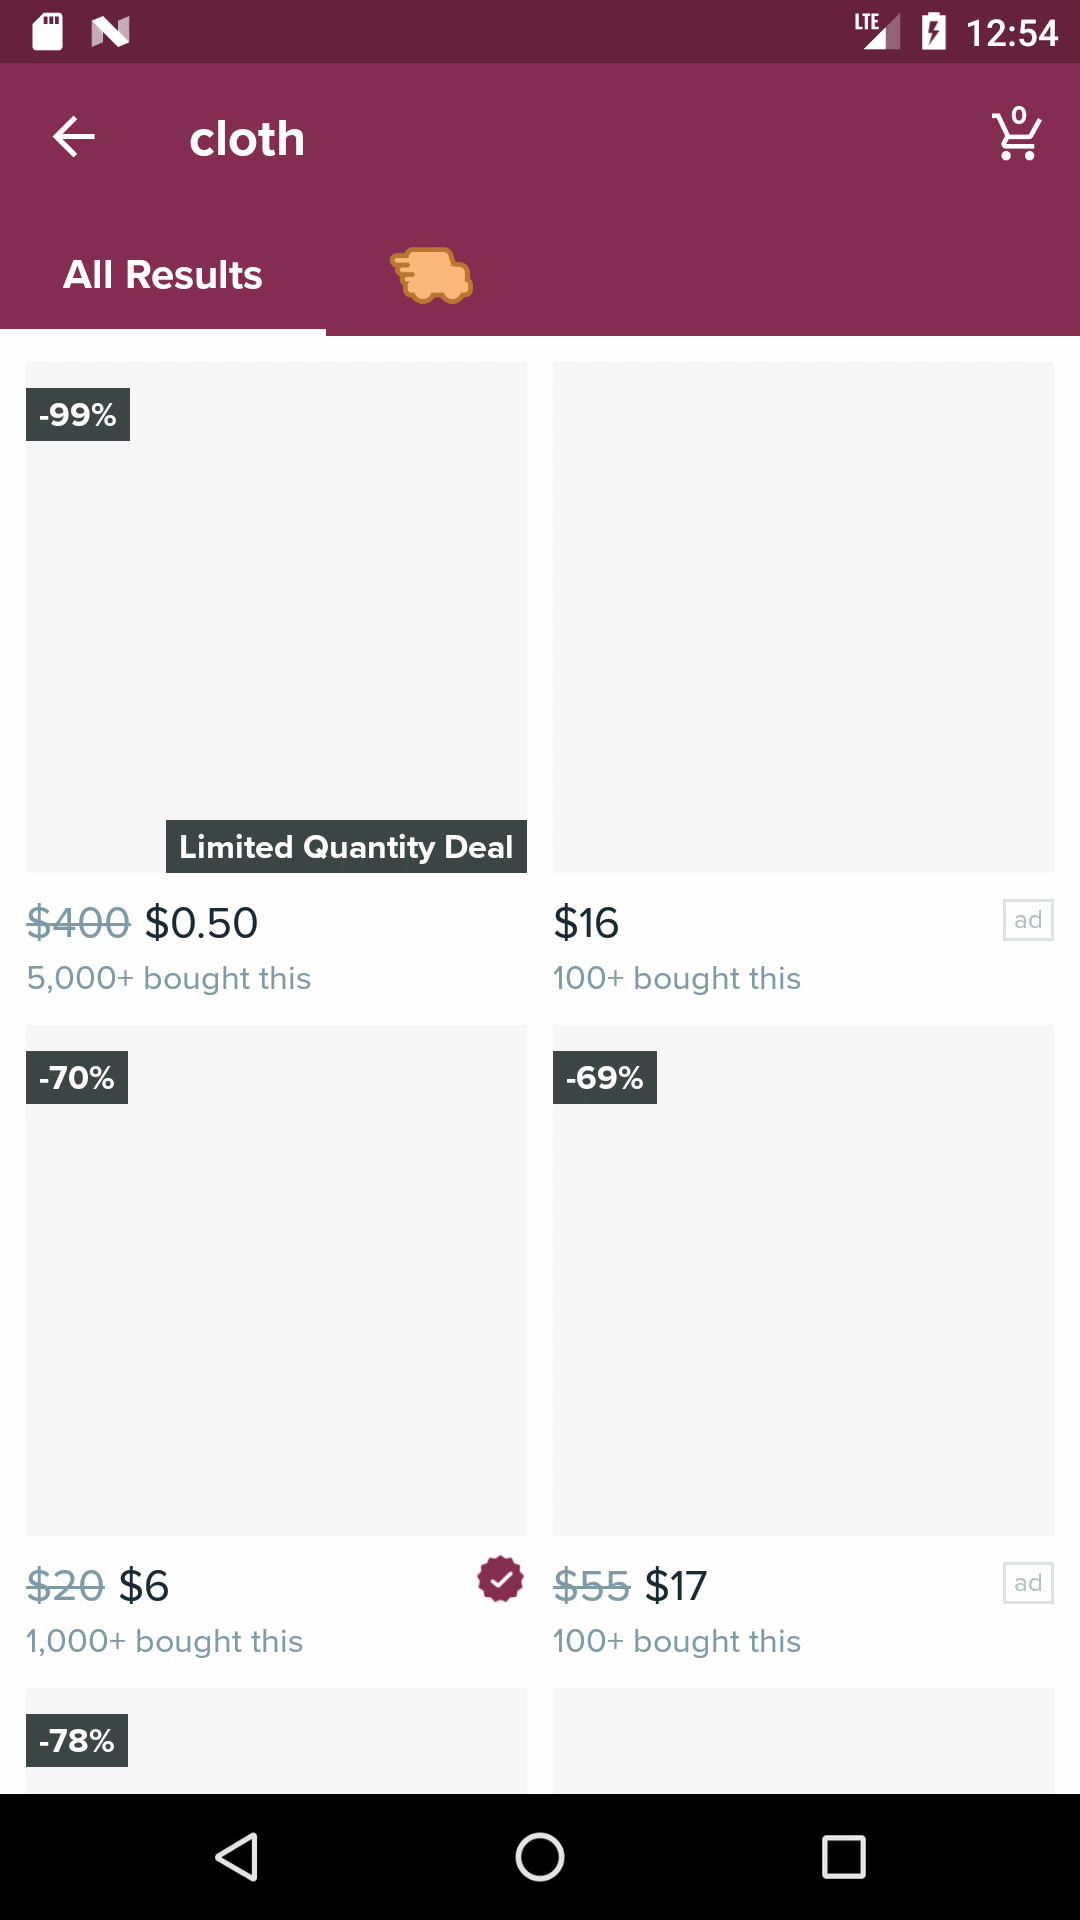 LTE 12:54
cloth
0
All Results
-99%
Limited Quantity Deal
$400 $0.50
5,000+ bought this
$16 ad
100+ bought this
-70%
-69%
$20 $6
1,000+ bought this
$55 $17 ad
100+ bought this
-78%